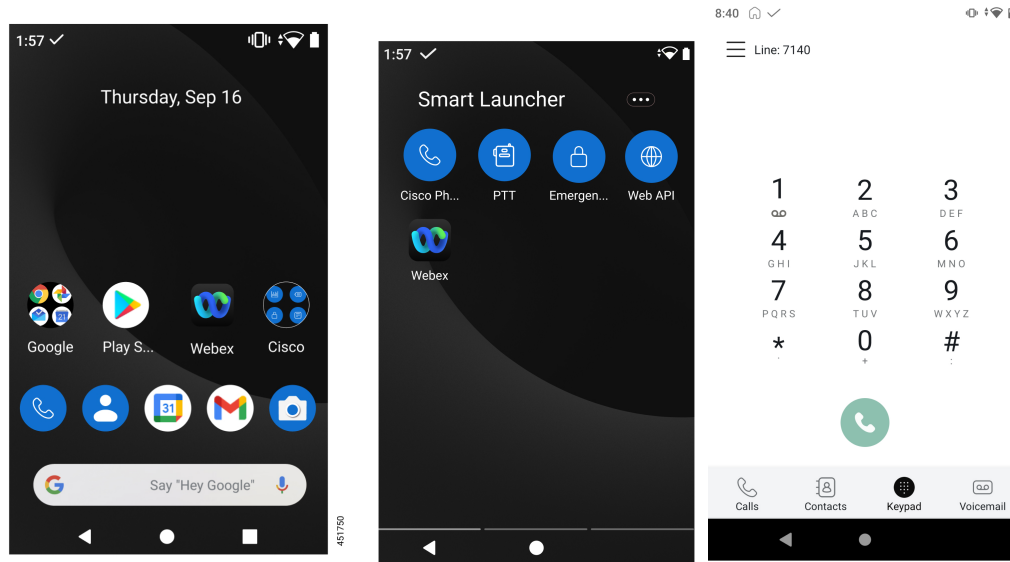 1:57
Thursday, Sep 16
Google
Play S...
Webex
Cisco
31
21
Say "Hey Google"
451750
1:57
Smart Launcher
Cisco Ph...
PTT
Emergen...
Web API
Webex
8:40
Line: 7140
1
2
ABC
3
DEF
4
GHI
5
JKL
6
MNO
7
PQRS
8
TUV
9
WXYZ
*
0
+
#
Calls
Contacts
Keypad
Voicemail